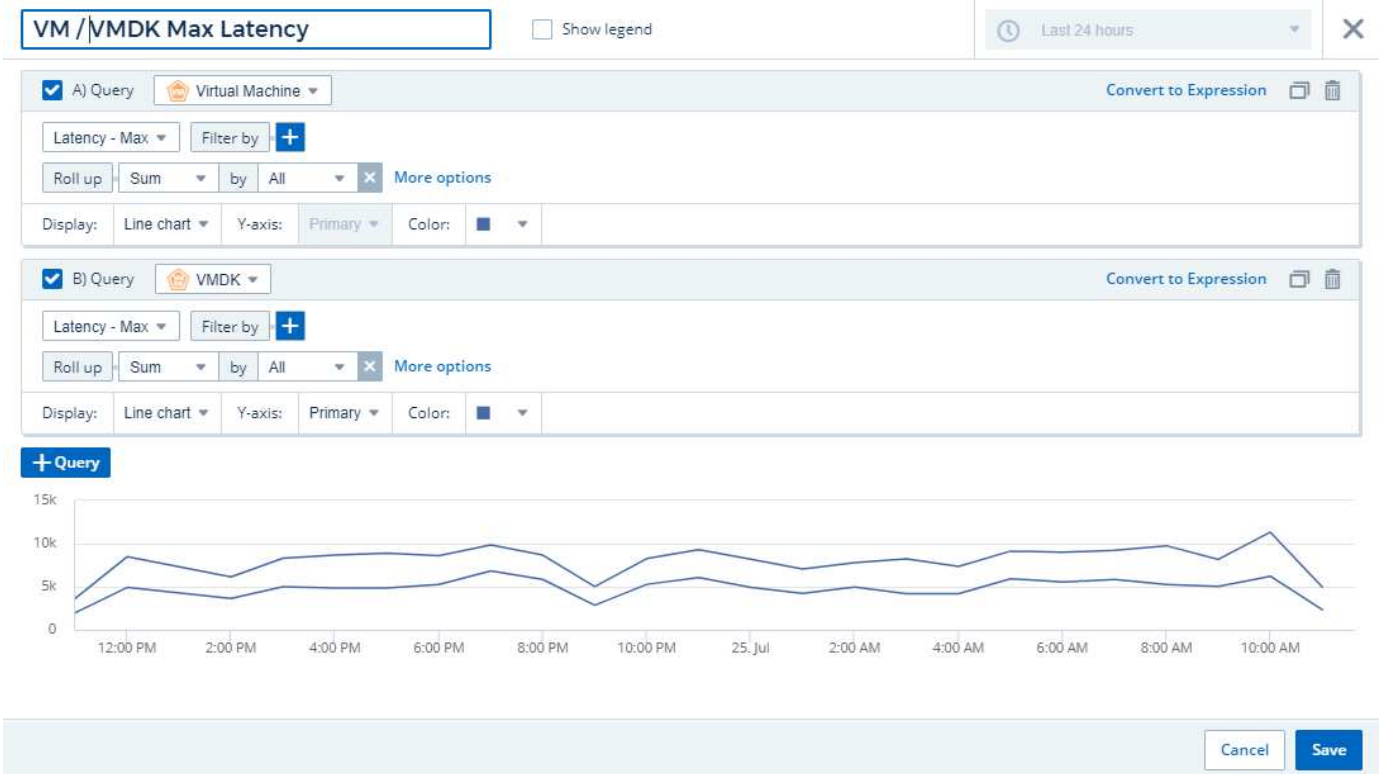 VM / VMDK Max Latency Show legend Last 24 hours
A) Query Virtual Machine Convert to Expression
Latency - Max Filter by
Roll up Sum by All More options
Display: Line chart Y-axis: Primary Color:
B) Query VMDK Convert to Expression
Latency - Max Filter by
Roll up Sum by All More options
Display: Line chart Y-axis: Primary Color:
+ Query
15k
10k
5k
0
12:00 PM 2:00 PM 4:00 PM 6:00 PM 8:00 PM 10:00 PM 25. Jul 2:00 AM 4:00 AM 6:00 AM 8:00 AM 10:00 AM
Cancel Save